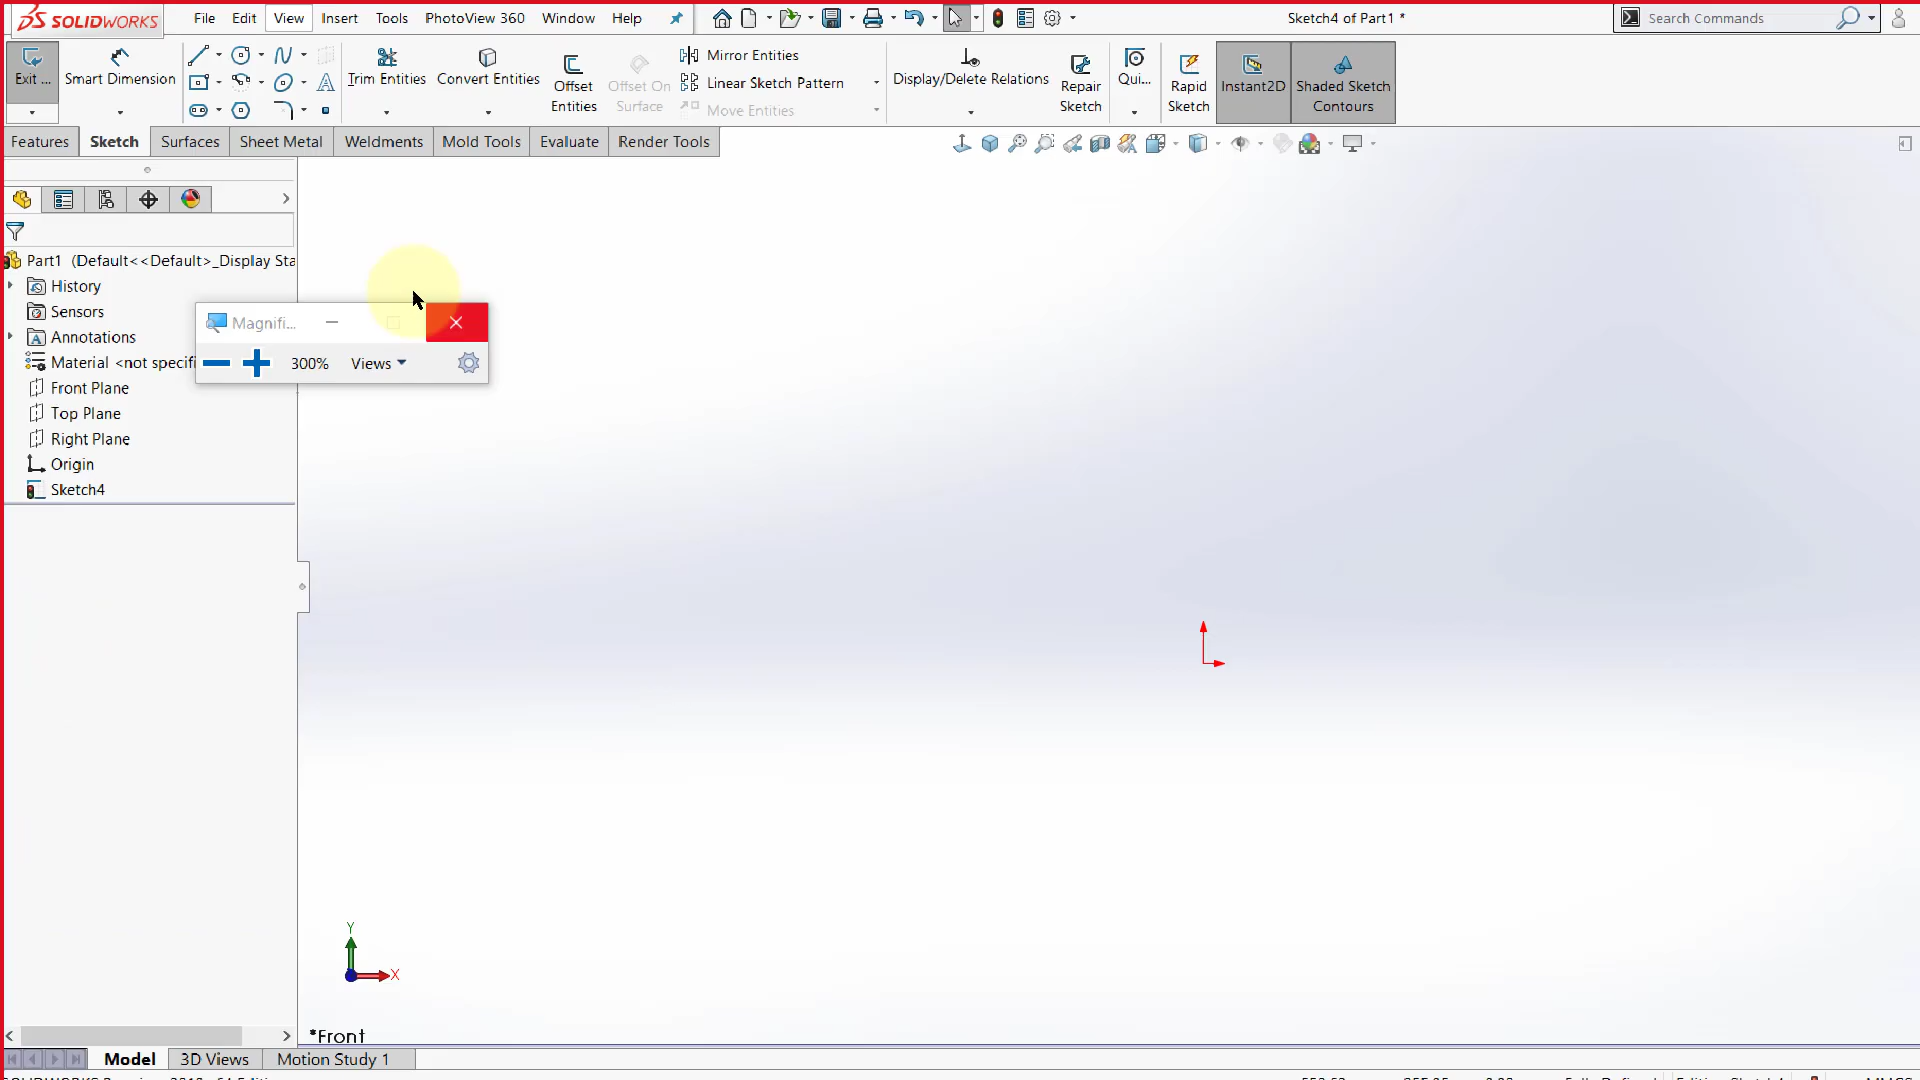 SOLIDWORKS File Edit View Insert Tools PhotoView 360 Window Help Sketch4 of Part1 * Search Commands
Exit ... Smart Dimension Trim Entities Convert Entities Offset Entities Offset On Surface Mirror Entities Display/Delete Relations Repair Sketch Qui... Rapid Sketch Instant2D Shaded Sketch Contours
Linear Sketch Pattern
Move Entities
Features Sketch Surfaces Sheet Metal Weldments Mold Tools Evaluate Render Tools
Part1 (Default<<Default>_Display Sta
History
Sensors
Magnifi...
Annotations
Material <not specifi
300% Views
Front Plane
Top Plane
Right Plane
Origin
Sketch4
Y
X
*Front
Model 3D Views Motion Study 1